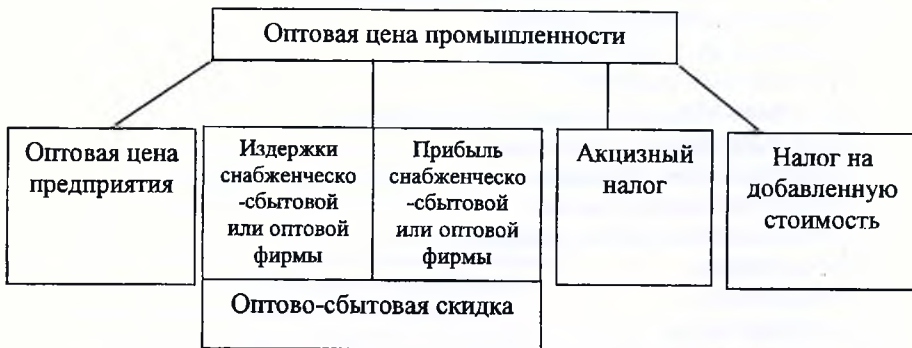 Оптовая цена промышленности
Оптовая цена
предприятия
Издержки
снабженческо
-сбытовой
или оптовой
фирмы
Прибыль
снабженческо
-сбытовой
или оптовой
фирмы
Акцизный
налог
Налог на
добавленную
стоимость
Оптово-сбытовая скидка